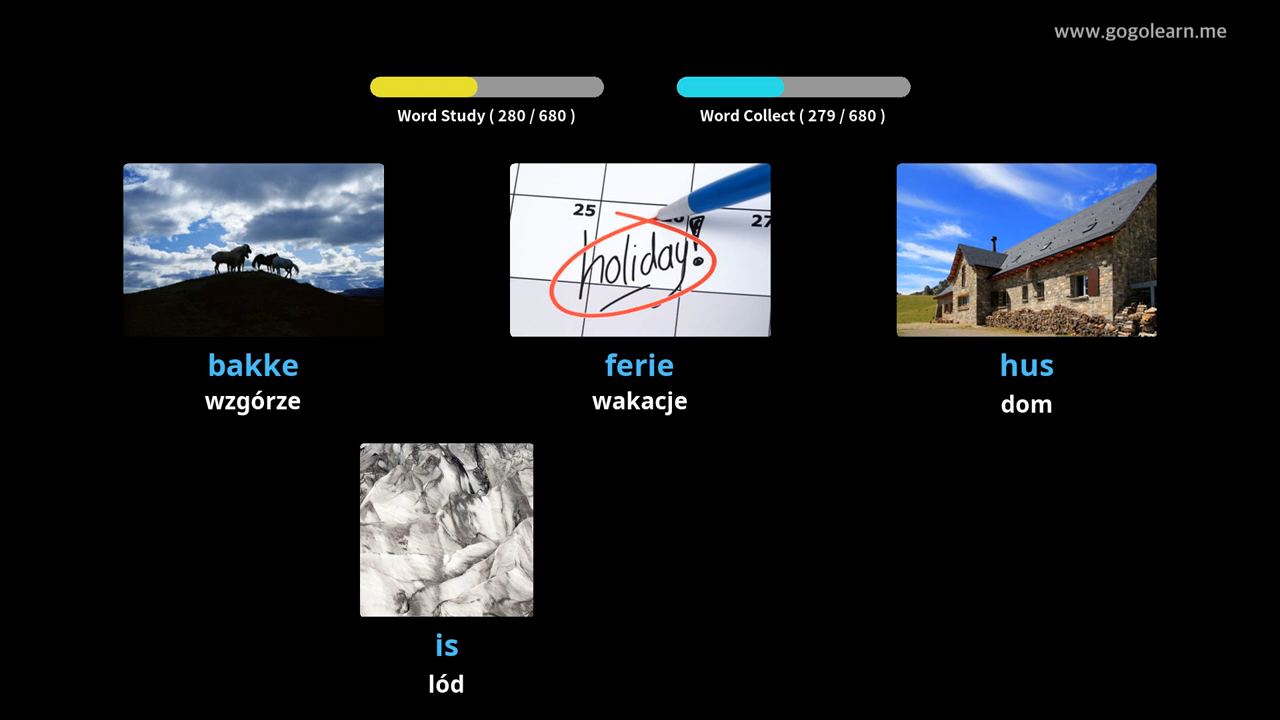 www.gogolearn.me
Word Study ( 280 / 680 )
Word Collect ( 279 / 680 )
25
27
holiday!
bakke
ferie
hus
wzgórze
wakacje
dom
is
lód